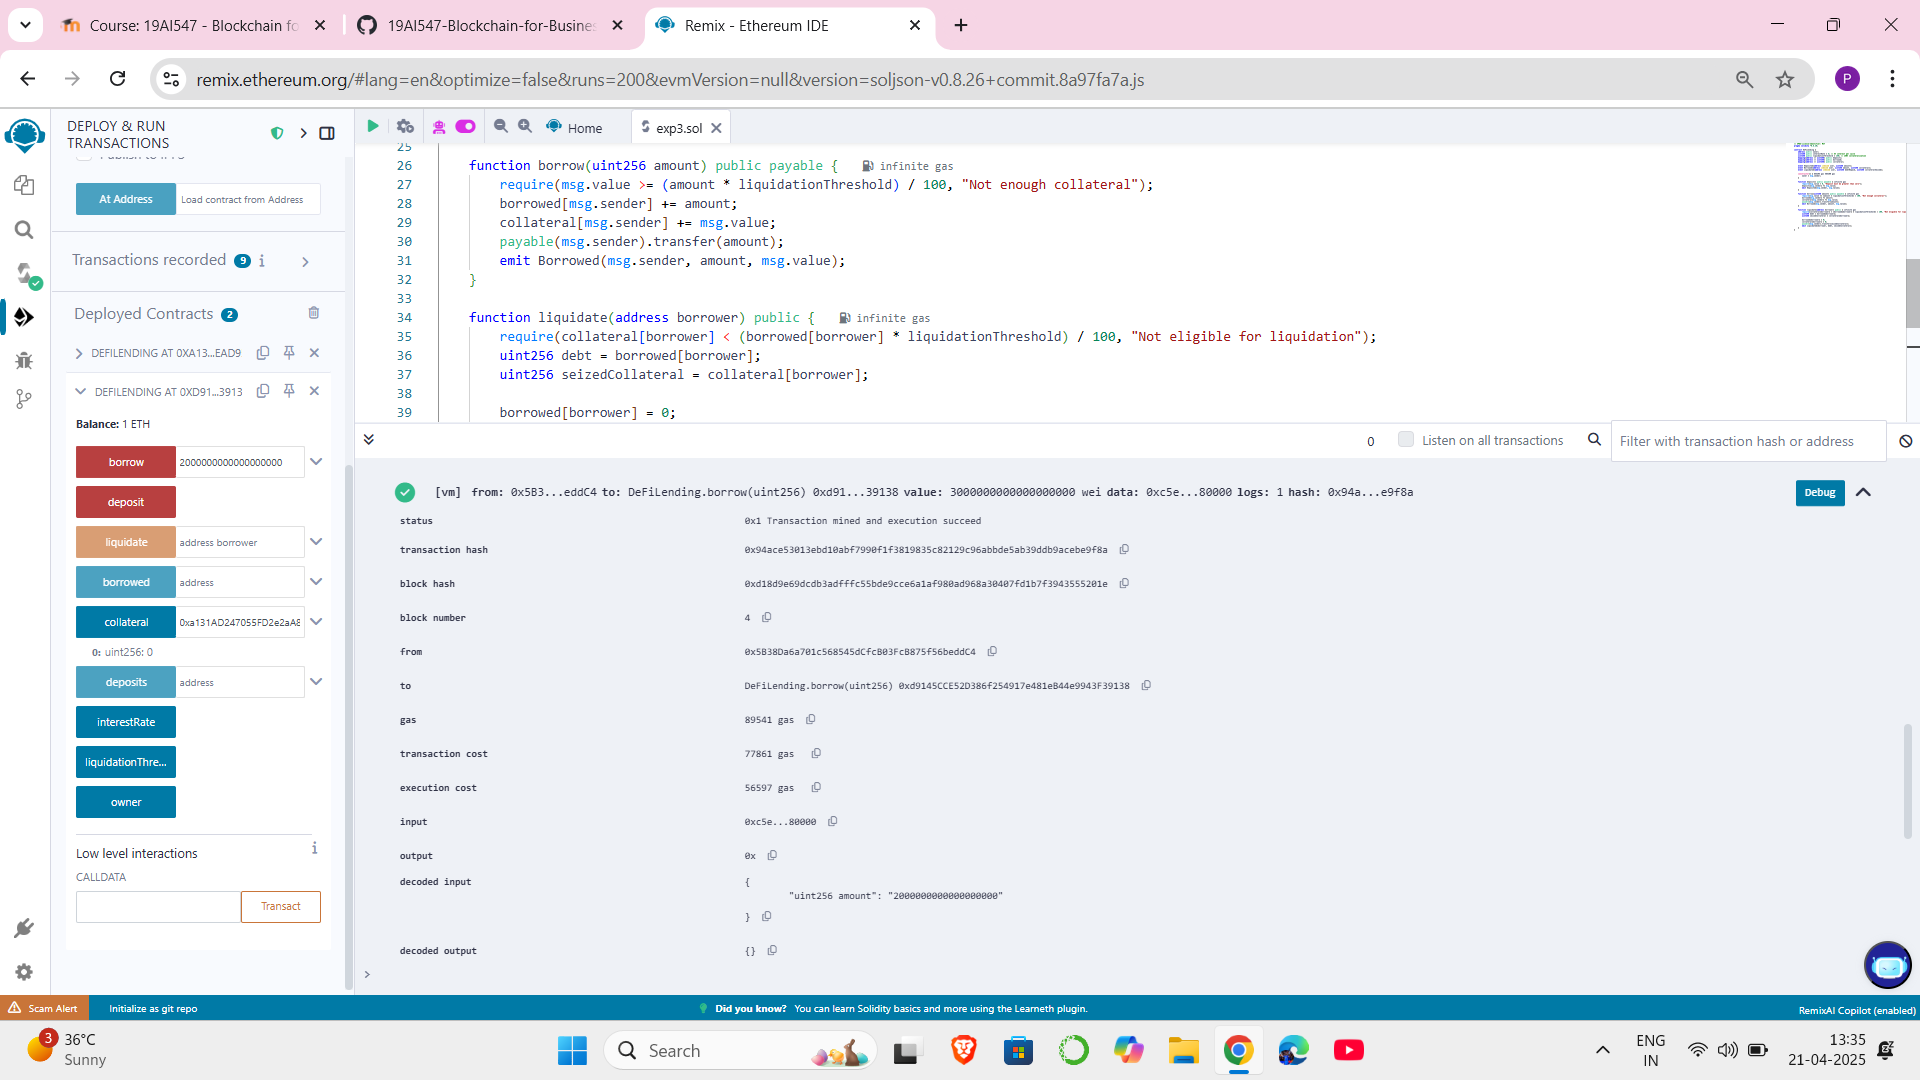 Course: 19AI547 - Blockchain fo
19AI547-Blockchain-for-Busine
Remix - Ethereum IDE
remix.ethereum.org/#lang=en&optimize=false&runs=200&evmVersion=null&version=soljson-v0.8.26+commit.8a97fa7a.js
P
DEPLOY & RUN
TRANSACTIONS
Home
exp3.sol
At Address
Load contract from Address
Transactions recorded 9 i
Deployed Contracts 2
DEFILENDING AT 0XA13...EAD9
DEFILENDING AT 0XD91...3913
Balance: 1 ETH
borrow
2000000000000000000
deposit
liquidate
address borrower
borrowed
address
collateral
0xa131AD247055FD2e2aA8
0: uint256: 0
deposits
address
interestRate
liquidationThre...
owner
Low level interactions
i
CALLDATA
Transact
25
26 function borrow(uint256 amount) public payable { infinite gas
27 require(msg.value >= (amount * liquidationThreshold) / 100, "Not enough collateral");
28 borrowed[msg.sender] += amount;
29 collateral[msg.sender] += msg.value;
30 payable(msg.sender).transfer(amount);
31 emit Borrowed(msg.sender, amount, msg.value);
32 }
33
34 function liquidate(address borrower) public { infinite gas
35 require(collateral[borrower] < (borrowed[borrower] * liquidationThreshold) / 100, "Not eligible for liquidation");
36 uint256 debt = borrowed[borrower];
37 uint256 seizedCollateral = collateral[borrower];
38
39 borrowed[borrower] = 0;
0
Listen on all transactions
Filter with transaction hash or address
[vm] from: 0x5B3...eddC4 to: DeFiLending.borrow(uint256) 0xd91...39138 value: 3000000000000000000 wei data: 0xc5e...80000 logs: 1 hash: 0x94a...e9f8a
Debug
status 0x1 Transaction mined and execution succeed
transaction hash 0x94ace53013ebd10abf7990f1f3819835c82129c96abbde5ab39ddb9acebe9f8a
block hash 0xd18d9e69dcdb3adfffc55bde9cce6a1af980ad968a30407fd1b7f3943555201e
block number 4
from 0x5B38Da6a701c568545dCfcB03FcB875f56beddC4
to DeFiLending.borrow(uint256) 0xd9145CCE52D386f254917e481eB44e9943F39138
gas 89541 gas
transaction cost 77861 gas
execution cost 56597 gas
input 0xc5e...80000
output 0x
decoded input {
"uint256 amount": "2000000000000000000"
}
decoded output {}
>
Scam Alert
Initialize as git repo
Did you know? You can learn Solidity basics and more using the Learneth plugin.
RemixAI Copilot (enabled)
3
36°C
Sunny
Search
ENG
IN
13:35
21-04-2025